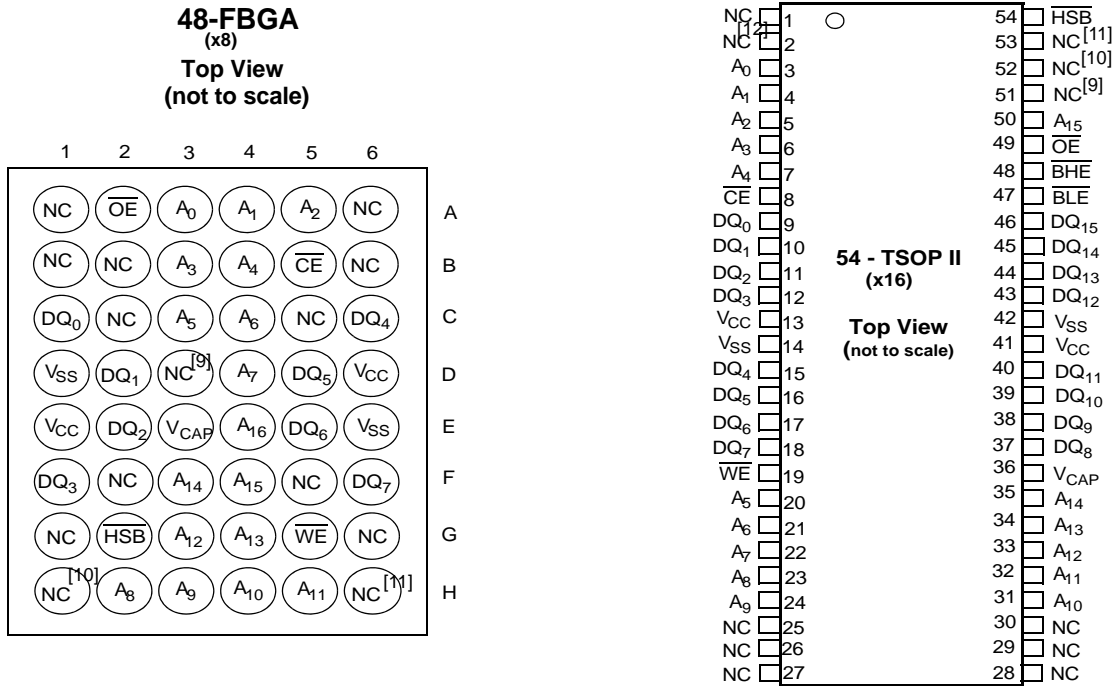 48-FBGA
(x8)
Top View
(not to scale)
1 2 3 4 5 6
NC OE A0 A1 A2 NC A
NC NC A3 A4 CE NC B
DQ0 NC A5 A6 NC DQ4 C
VSS DQ1 NC[9] A7 DQ5 VCC D
VCC DQ2 VCAP A16 DQ6 VSS E
DQ3 NC A14 A15 NC DQ7 F
NC HSB A12 A13 WE NC G
NC[10] A8 A9 A10 A11 NC[11] H
54 - TSOP II
(x16)
Top View
(not to scale)
NC 1 54 HSB
[12]
NC 2 53 NC[11]
A0 3 52 NC[10]
A1 4 51 NC[9]
A2 5 50 A15
A3 6 49 OE
A4 7 48 BHE
CE 8 47 BLE
DQ0 9 46 DQ15
DQ1 10 45 DQ14
DQ2 11 44 DQ13
DQ3 12 43 DQ12
VCC 13 42 VSS
VSS 14 41 VCC
DQ4 15 40 DQ11
DQ5 16 39 DQ10
DQ6 17 38 DQ9
DQ7 18 37 DQ8
WE 19 36 VCAP
A5 20 35 A14
A6 21 34 A13
A7 22 33 A12
A8 23 32 A11
A9 24 31 A10
NC 25 30 NC
NC 26 29 NC
NC 27 28 NC